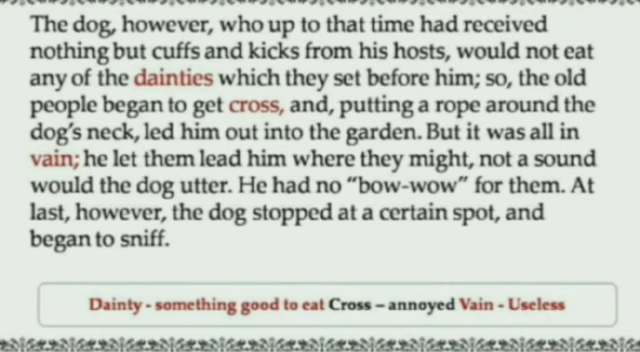 The dog, however, who up to that time had received
nothing but cuffs and kicks from his hosts, would not eat
any of the dainties which they set before him; so, the old
people began to get cross, and, putting a rope around the
dog's neck, led him out into the garden. But it was all in
vain; he let them lead him where they might, not a sound
would the dog utter. He had no "bow-wow" for them. At
last, however, the dog stopped at a certain spot, and
began to sniff.
Dainty - something good to eat Cross – annoyed Vain - Useless